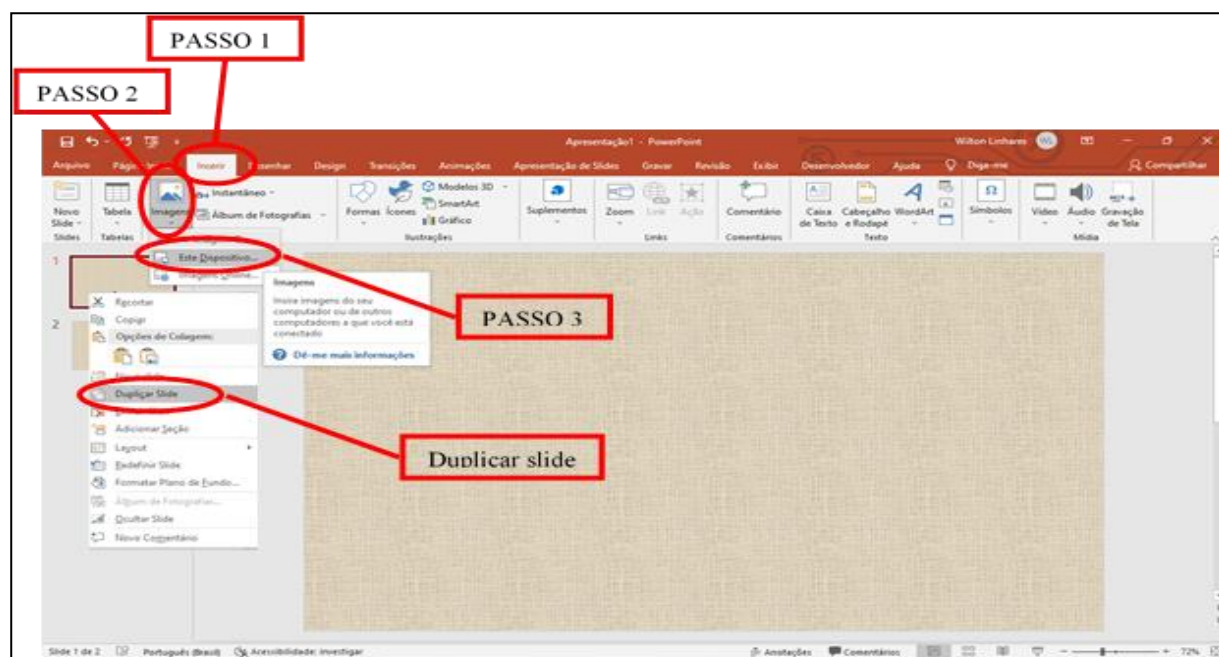 PASSO 1
PASSO 2
Apresentação1 - PowerPoint
Wilton Linhares
WL
Arquivo
Inserir
Desenhar
Design
Transições
Animações
Apresentação de Slides
Gravar
Revisão
Exibir
Desenvolvedor
Ajuda
Diga-me
Compartilhar
Novo Slide
Tabela
Imagens
Instantâneo
Álbum de Fotografias
Formas
Ícones
Modelos 3D
SmartArt
Gráfico
Suplementos
Zoom
Link
Ação
Comentário
Caixa de Texto
Cabeçalho e Rodapé
WordArt
Símbolos
Vídeo
Áudio
Gravação de Tela
Slides
Tabelas
Ilustrações
Links
Comentários
Texto
Mídia
1
Este Dispositivo...
Imagens Online...
Imagens
Insira imagens do seu
computador ou de outros
computadores a que você está
conectado
Dê-me mais informações
PASSO 3
2
Recortar
Copiar
Opções de Colagem:
Duplicar Slide
Adicionar Seção
Layout
Redefinir Slide
Formatar Plano de Fundo...
Álbum de Fotografias...
Ocultar Slide
Novo Comentário
Duplicar slide
Slide 1 de 2
Português (Brasil)
Acessibilidade: investigar
Anotações
Comentários
72%